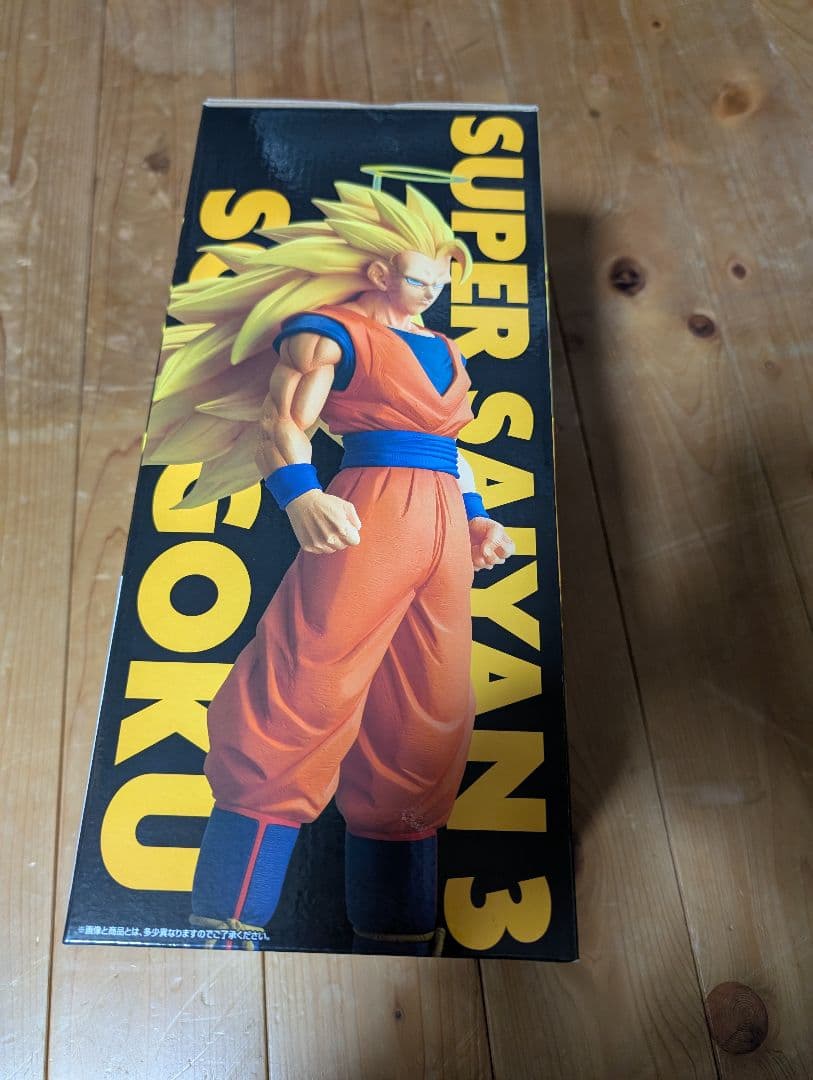 SUPER SAIYAN 3
SON GOKU
※画像と商品とは、多少異なりますのでご了承ください。